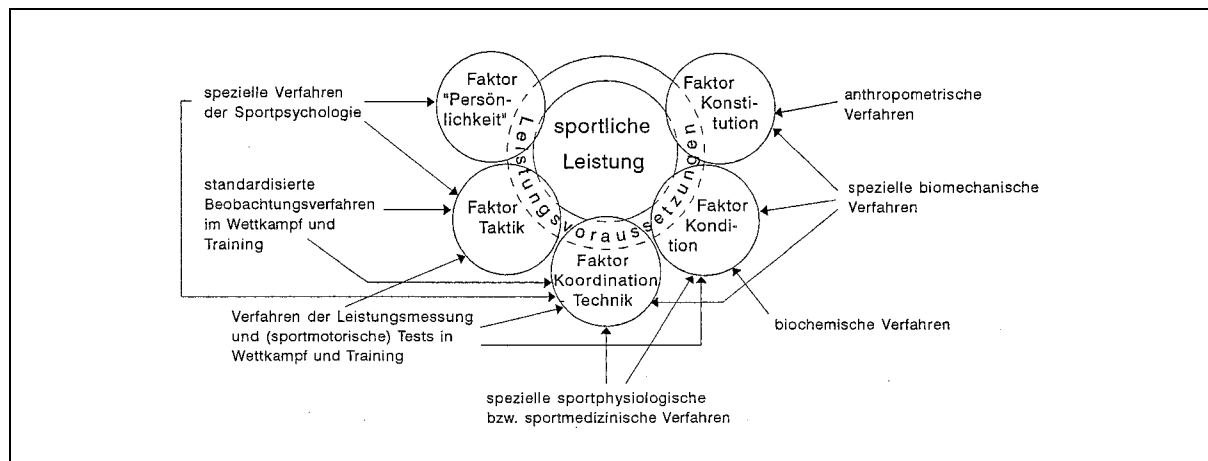 Faktor
"Persön-
lichkeit"
sportliche
Leistung
Leistungsvoraussetzungen
Faktor
Konsti-
tution
Faktor
Taktik
Faktor
Koordination
Technik
Faktor
Kondi-
tion
spezielle Verfahren
der Sportpsychologie
standardisierte
Beobachtungsverfahren
im Wettkampf und
Training
Verfahren der Leistungsmessung
und (sportmotorische) Tests in
Wettkampf und Training
spezielle sportphysiologische
bzw. sportmedizinische Verfahren
anthropometrische
Verfahren
spezielle biomechanische
Verfahren
biochemische Verfahren